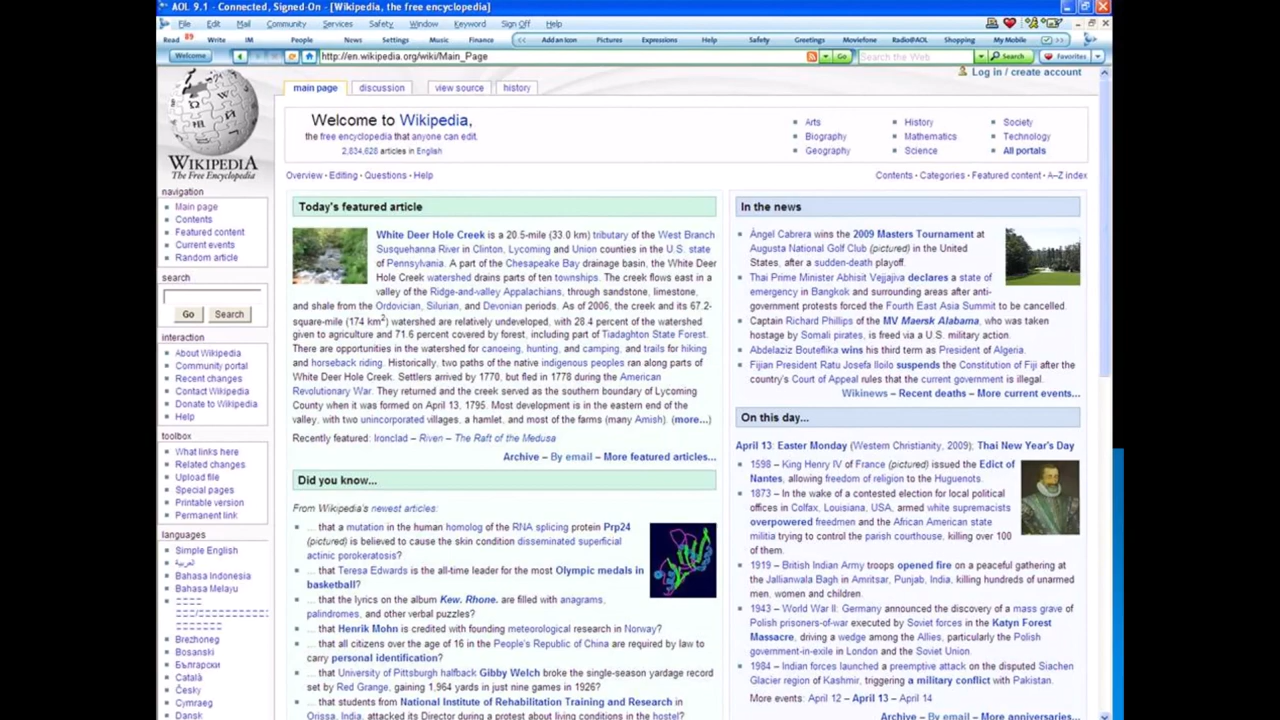 AOL 9.1 - Connected, Signed-On - [Wikipedia, the free encyclopedia]
File Edit Mail Community Services Safety Window Keyword Sign Off Help
Read 89 Write IM People News Settings Music Finance << Add an Icon Pictures Expressions Help Safety Greetings Moviefone Radio@AOL Shopping My Mobile >>
Welcome http://en.wikipedia.org/wiki/Main_Page Go Search the Web Search Favorites
Log in / create account
main page discussion view source history
WIKIPEDIA
The Free Encyclopedia
navigation
Main page
Contents
Featured content
Current events
Random article
search
Go Search
interaction
About Wikipedia
Community portal
Recent changes
Contact Wikipedia
Donate to Wikipedia
Help
toolbox
What links here
Related changes
Upload file
Special pages
Printable version
Permanent link
languages
Simple English
العربية
Bahasa Indonesia
Bahasa Melayu
Brezhoneg
Bosanski
Български
Català
Česky
Cymraeg
Dansk
Welcome to Wikipedia,
the free encyclopedia that anyone can edit.
2,834,628 articles in English
Arts History Society
Biography Mathematics Technology
Geography Science All portals
Overview · Editing · Questions · Help
Contents · Categories · Featured content · A–Z index
Today's featured article
White Deer Hole Creek is a 20.5-mile (33.0 km) tributary of the West Branch
Susquehanna River in Clinton, Lycoming and Union counties in the U.S. state
of Pennsylvania. A part of the Chesapeake Bay drainage basin, the White Deer
Hole Creek watershed drains parts of ten townships. The creek flows east in a
valley of the Ridge-and-valley Appalachians, through sandstone, limestone,
and shale from the Ordovician, Silurian, and Devonian periods. As of 2006, the creek and its 67.2-
square-mile (174 km2) watershed are relatively undeveloped, with 28.4 percent of the watershed
given to agriculture and 71.6 percent covered by forest, including part of Tiadaghton State Forest.
There are opportunities in the watershed for canoeing, hunting, and camping, and trails for hiking
and horseback riding. Historically, two paths of the native indigenous peoples ran along parts of
White Deer Hole Creek. Settlers arrived by 1770, but fled in 1778 during the American
Revolutionary War. They returned and the creek served as the southern boundary of Lycoming
County when it was formed on April 13, 1795. Most development is in the eastern end of the
valley, with two unincorporated villages, a hamlet, and most of the farms (many Amish). (more...)
Recently featured: Ironclad – Riven – The Raft of the Medusa
Archive – By email – More featured articles...
Did you know...
From Wikipedia's newest articles:
... that a mutation in the human homolog of the RNA splicing protein Prp24
(pictured) is believed to cause the skin condition disseminated superficial
actinic porokeratosis?
... that Teresa Edwards is the all-time leader for the most Olympic medals in
basketball?
... that the lyrics on the album Kew. Rhone. are filled with anagrams,
palindromes, and other verbal puzzles?
... that Henrik Mohn is credited with founding meteorological research in Norway?
... that all citizens over the age of 16 in the People's Republic of China are required by law to
carry personal identification?
... that University of Pittsburgh halfback Gibby Welch broke the single-season yardage record
set by Red Grange, gaining 1,964 yards in just nine games in 1926?
... that students from National Institute of Rehabilitation Training and Research in
Orissa, India, attacked its Director during a protest about living conditions in the hostel?
In the news
Ángel Cabrera wins the 2009 Masters Tournament at
Augusta National Golf Club (pictured) in the United
States, after a sudden-death playoff.
Thai Prime Minister Abhisit Vejjajiva declares a state of
emergency in Bangkok and surrounding areas after anti-
government protests forced the Fourth East Asia Summit to be cancelled.
Captain Richard Phillips of the MV Maersk Alabama, who was taken
hostage by Somali pirates, is freed via a U.S. military action.
Abdelaziz Bouteflika wins his third term as President of Algeria.
Fijian President Ratu Josefa Iloilo suspends the Constitution of Fiji after the
country's Court of Appeal rules that the current government is illegal.
Wikinews – Recent deaths – More current events...
On this day...
April 13: Easter Monday (Western Christianity, 2009); Thai New Year's Day
1598 – King Henry IV of France (pictured) issued the Edict of
Nantes, allowing freedom of religion to the Huguenots.
1873 – In the wake of a contested election for local political
offices in Colfax, Louisiana, USA, armed white supremacists
overpowered freedmen and the African American state
militia trying to control the parish courthouse, killing over 100
of them.
1919 – British Indian Army troops opened fire on a peaceful gathering at
the Jallianwala Bagh in Amritsar, Punjab, India, killing hundreds of unarmed
men, women and children.
1943 – World War II: Germany announced the discovery of a mass grave of
Polish prisoners-of-war executed by Soviet forces in the Katyn Forest
Massacre, driving a wedge among the Allies, particularly the Polish
government-in-exile in London and the Soviet Union.
1984 – Indian forces launched a preemptive attack on the disputed Siachen
Glacier region of Kashmir, triggering a military conflict with Pakistan.
More events: April 12 – April 13 – April 14
Archive – By email – More anniversaries...